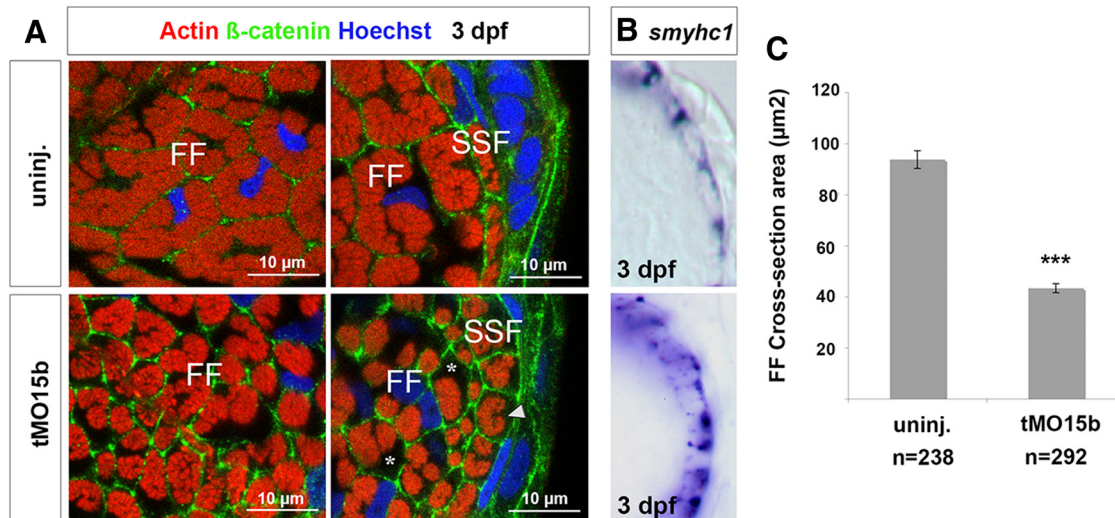 A
Actin ß-catenin Hoechst 3 dpf
B
smyhc1
C
uninj.
FF
10 µm
FF
SSF
10 µm
3 dpf
tMO15b
FF
10 µm
FF
SSF
*
*
10 µm
3 dpf
FF Cross-section area (µm2)
120
100
80
60
40
20
***
uninj.
tMO15b
n=238
n=292